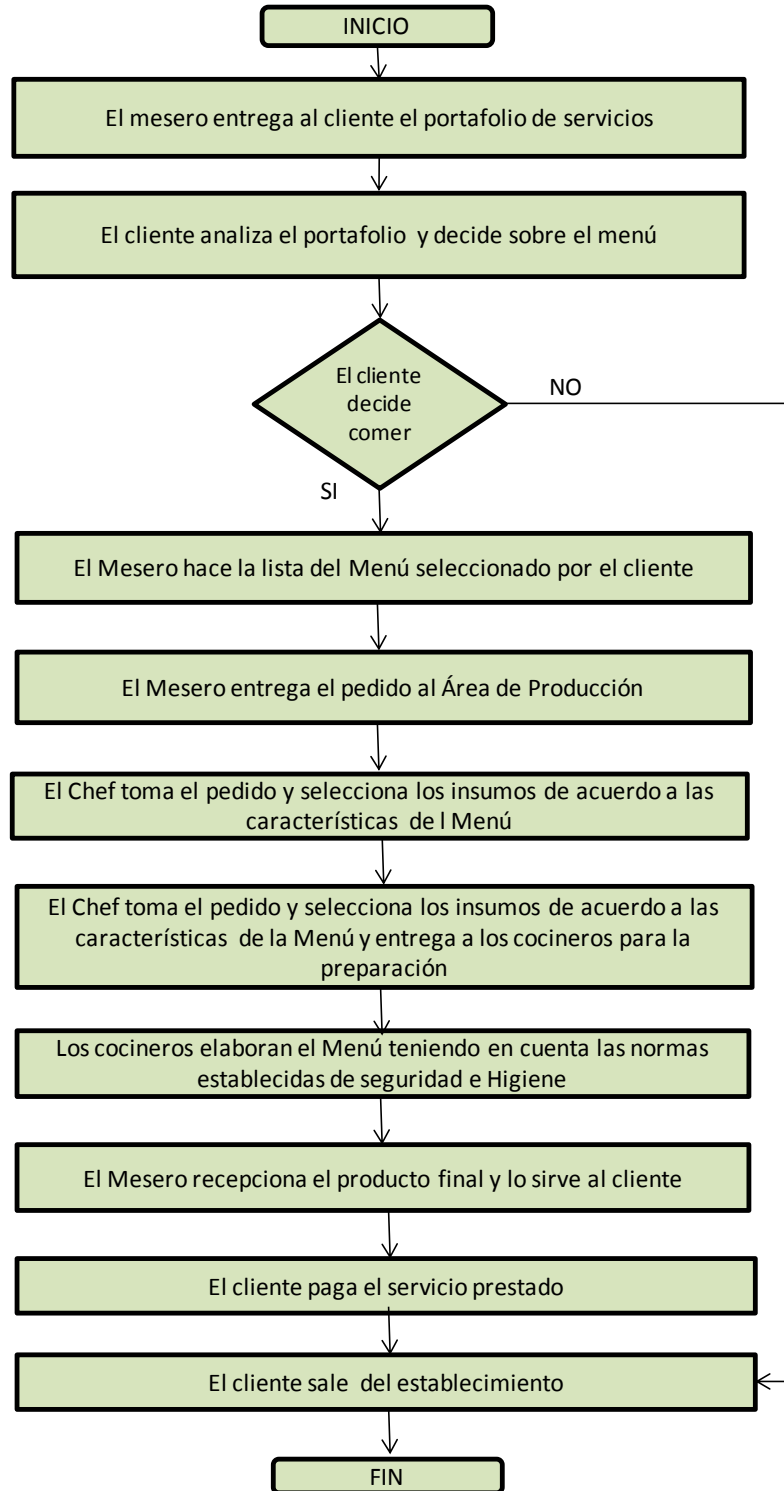 INICIO
El mesero entrega al cliente el portafolio de servicios
El cliente analiza el portafolio y decide sobre el menú
El cliente
decide
comer
NO
SI
El Mesero hace la lista del Menú seleccionado por el cliente
El Mesero entrega el pedido al Área de Producción
El Chef toma el pedido y selecciona los insumos de acuerdo a las
características de l Menú
El Chef toma el pedido y selecciona los insumos de acuerdo a las
características de la Menú y entrega a los cocineros para la
preparación
Los cocineros elaboran el Menú teniendo en cuenta las normas
establecidas de seguridad e Higiene
El Mesero recepciona el producto final y lo sirve al cliente
El cliente paga el servicio prestado
El cliente sale del establecimiento
FIN